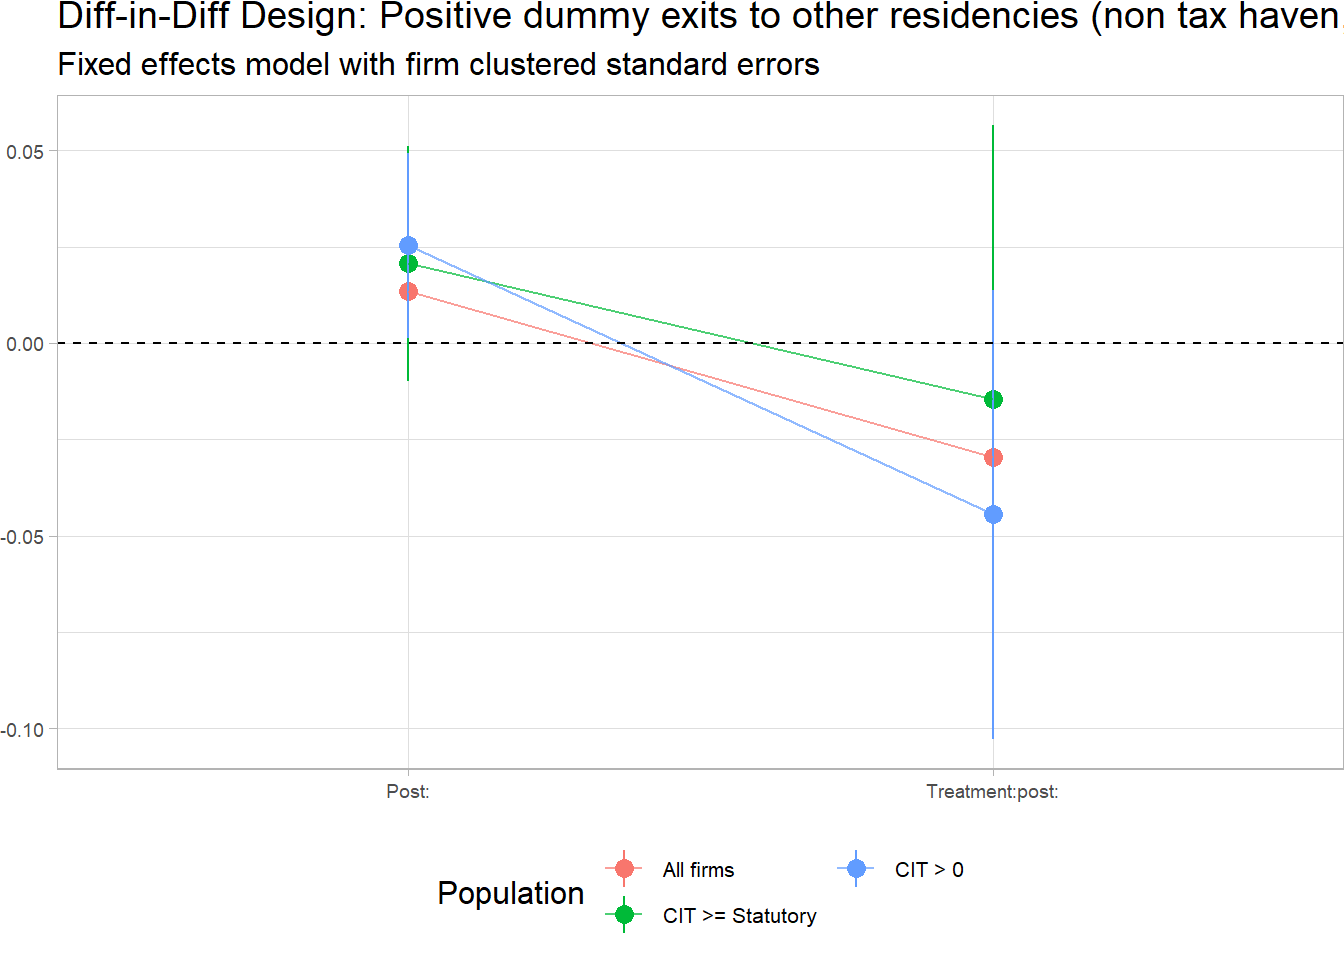 Diff-in-Diff Design: Positive dummy exits to other residencies (non tax haven
Fixed effects model with firm clustered standard errors
0.05
0.00
-0.05
-0.10
Post:
Treatment:post:
Population
All firms
CIT > 0
CIT >= Statutory